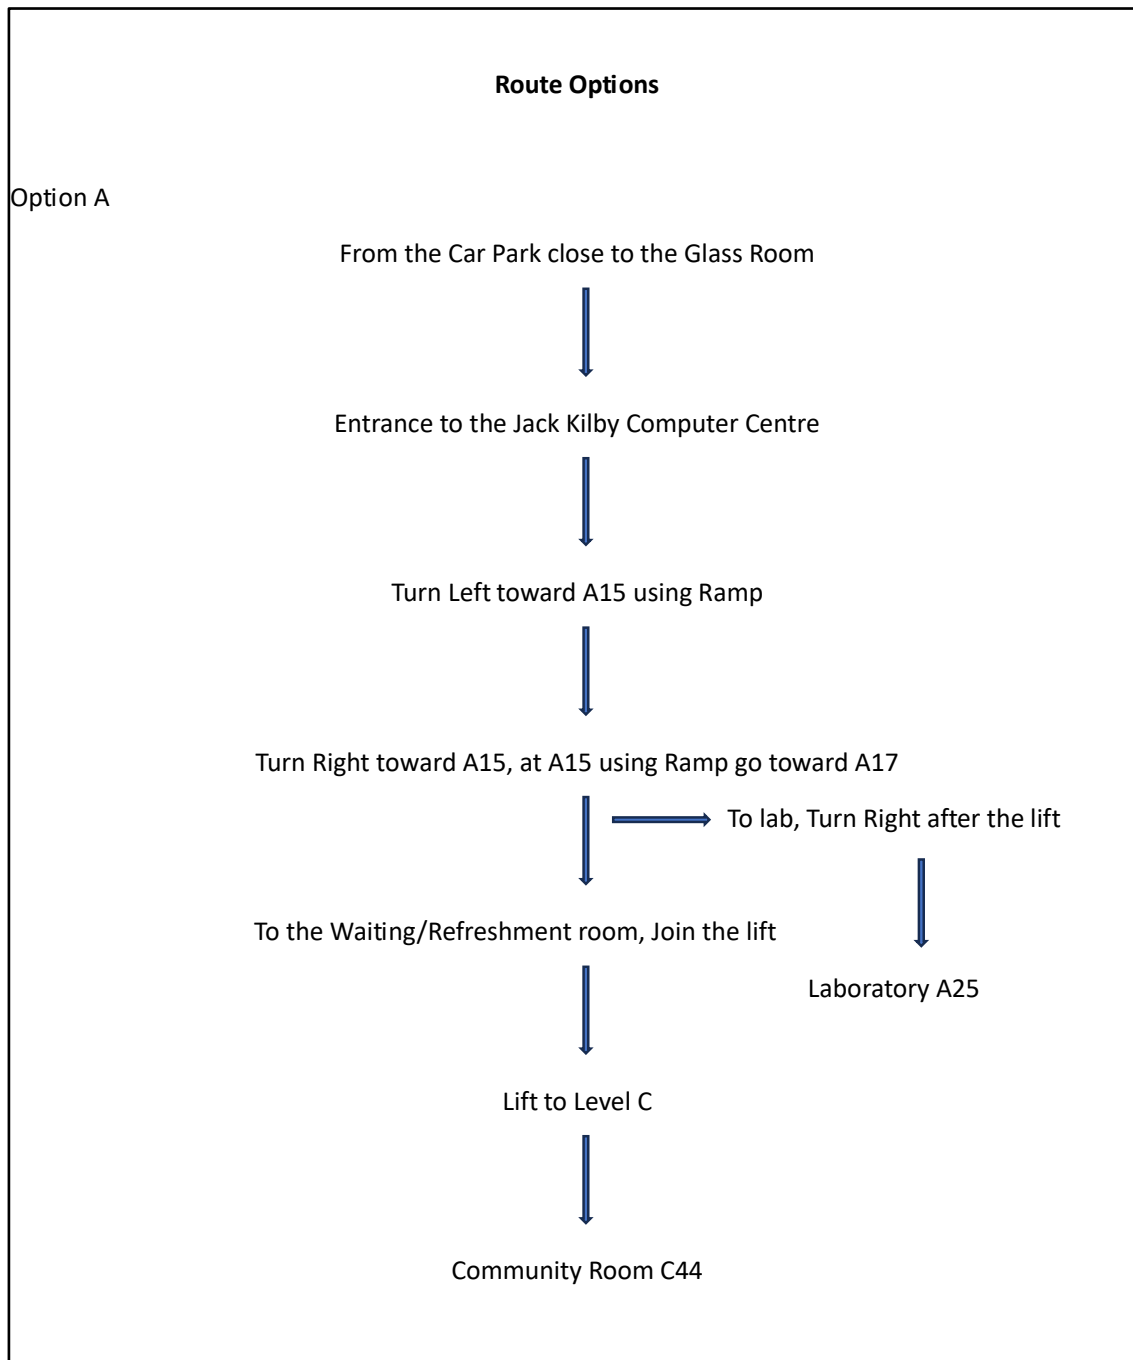 Route Options
Option A
From the Car Park close to the Glass Room
Entrance to the Jack Kilby Computer Centre
Turn Left toward A15 using Ramp
Turn Right toward A15, at A15 using Ramp go toward A17
To lab, Turn Right after the lift
To the Waiting/Refreshment room, Join the lift
Laboratory A25
Lift to Level C
Community Room C44